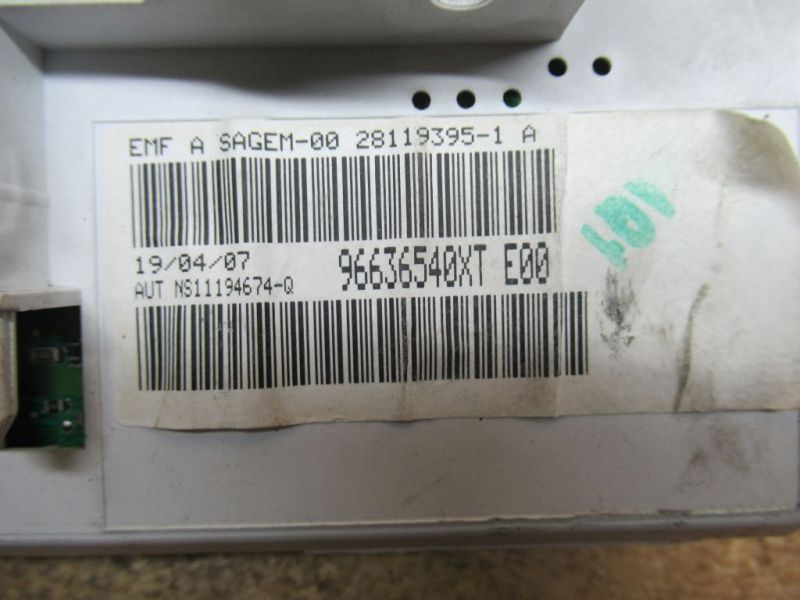 EMF A SAGEM-00 28119395-1 A
19/04/07
96636540XT E00
AUT NS11194674-Q